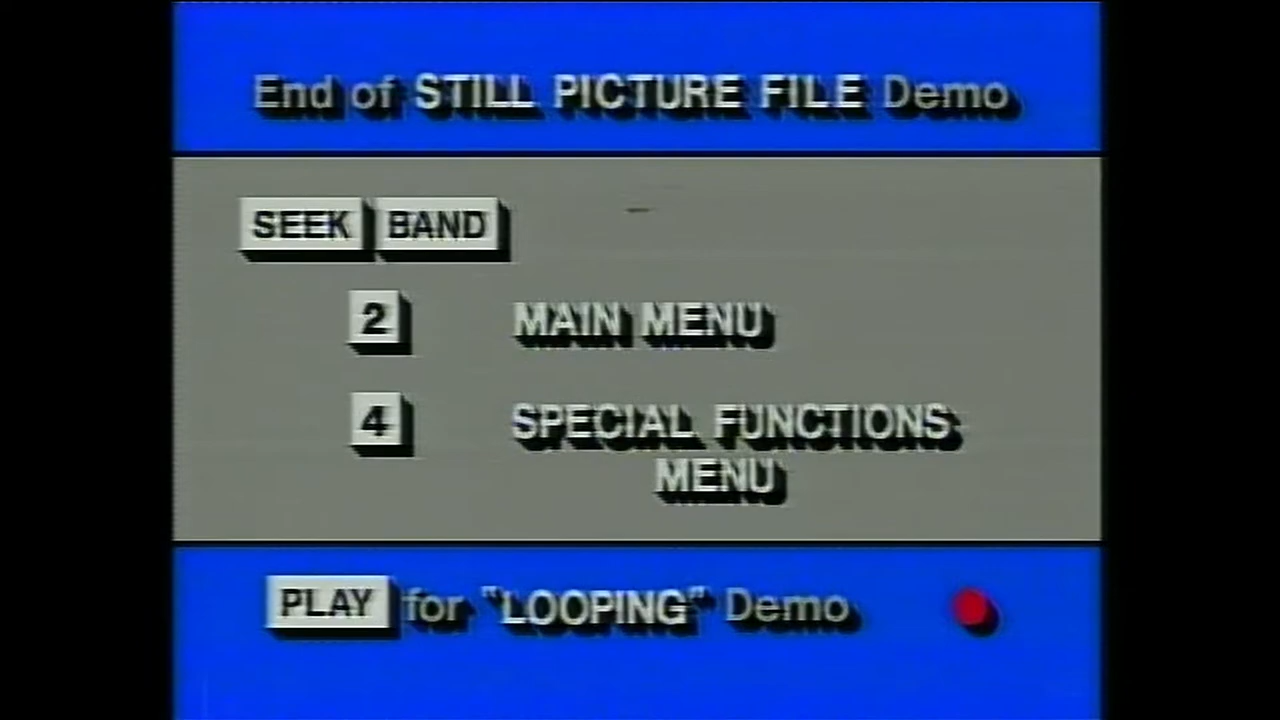 End of STILL PICTURE FILE Demo
SEEK BAND
2 MAIN MENU
4 SPECIAL FUNCTIONS
MENU
PLAY for "LOOPING" Demo